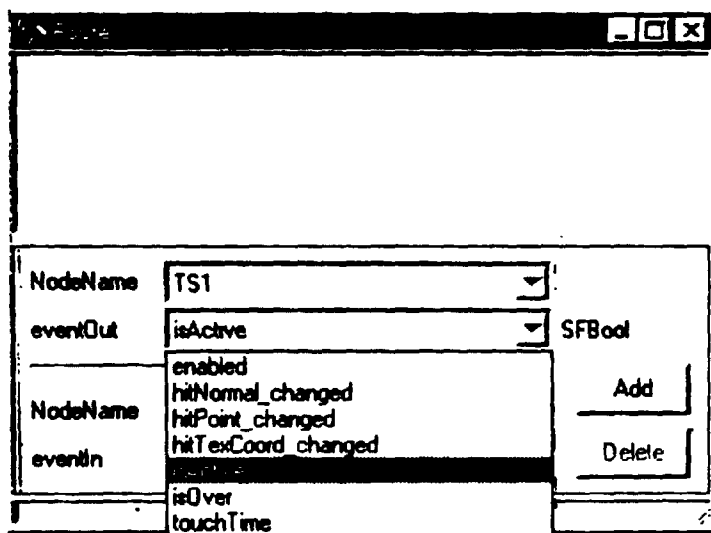 NodeName TS1
eventOut isActive SFBool
enabled
hitNormal_changed
hitPoint_changed
hitTexCoord_changed
isOver
touchTime
NodeName
eventIn
Add
Delete